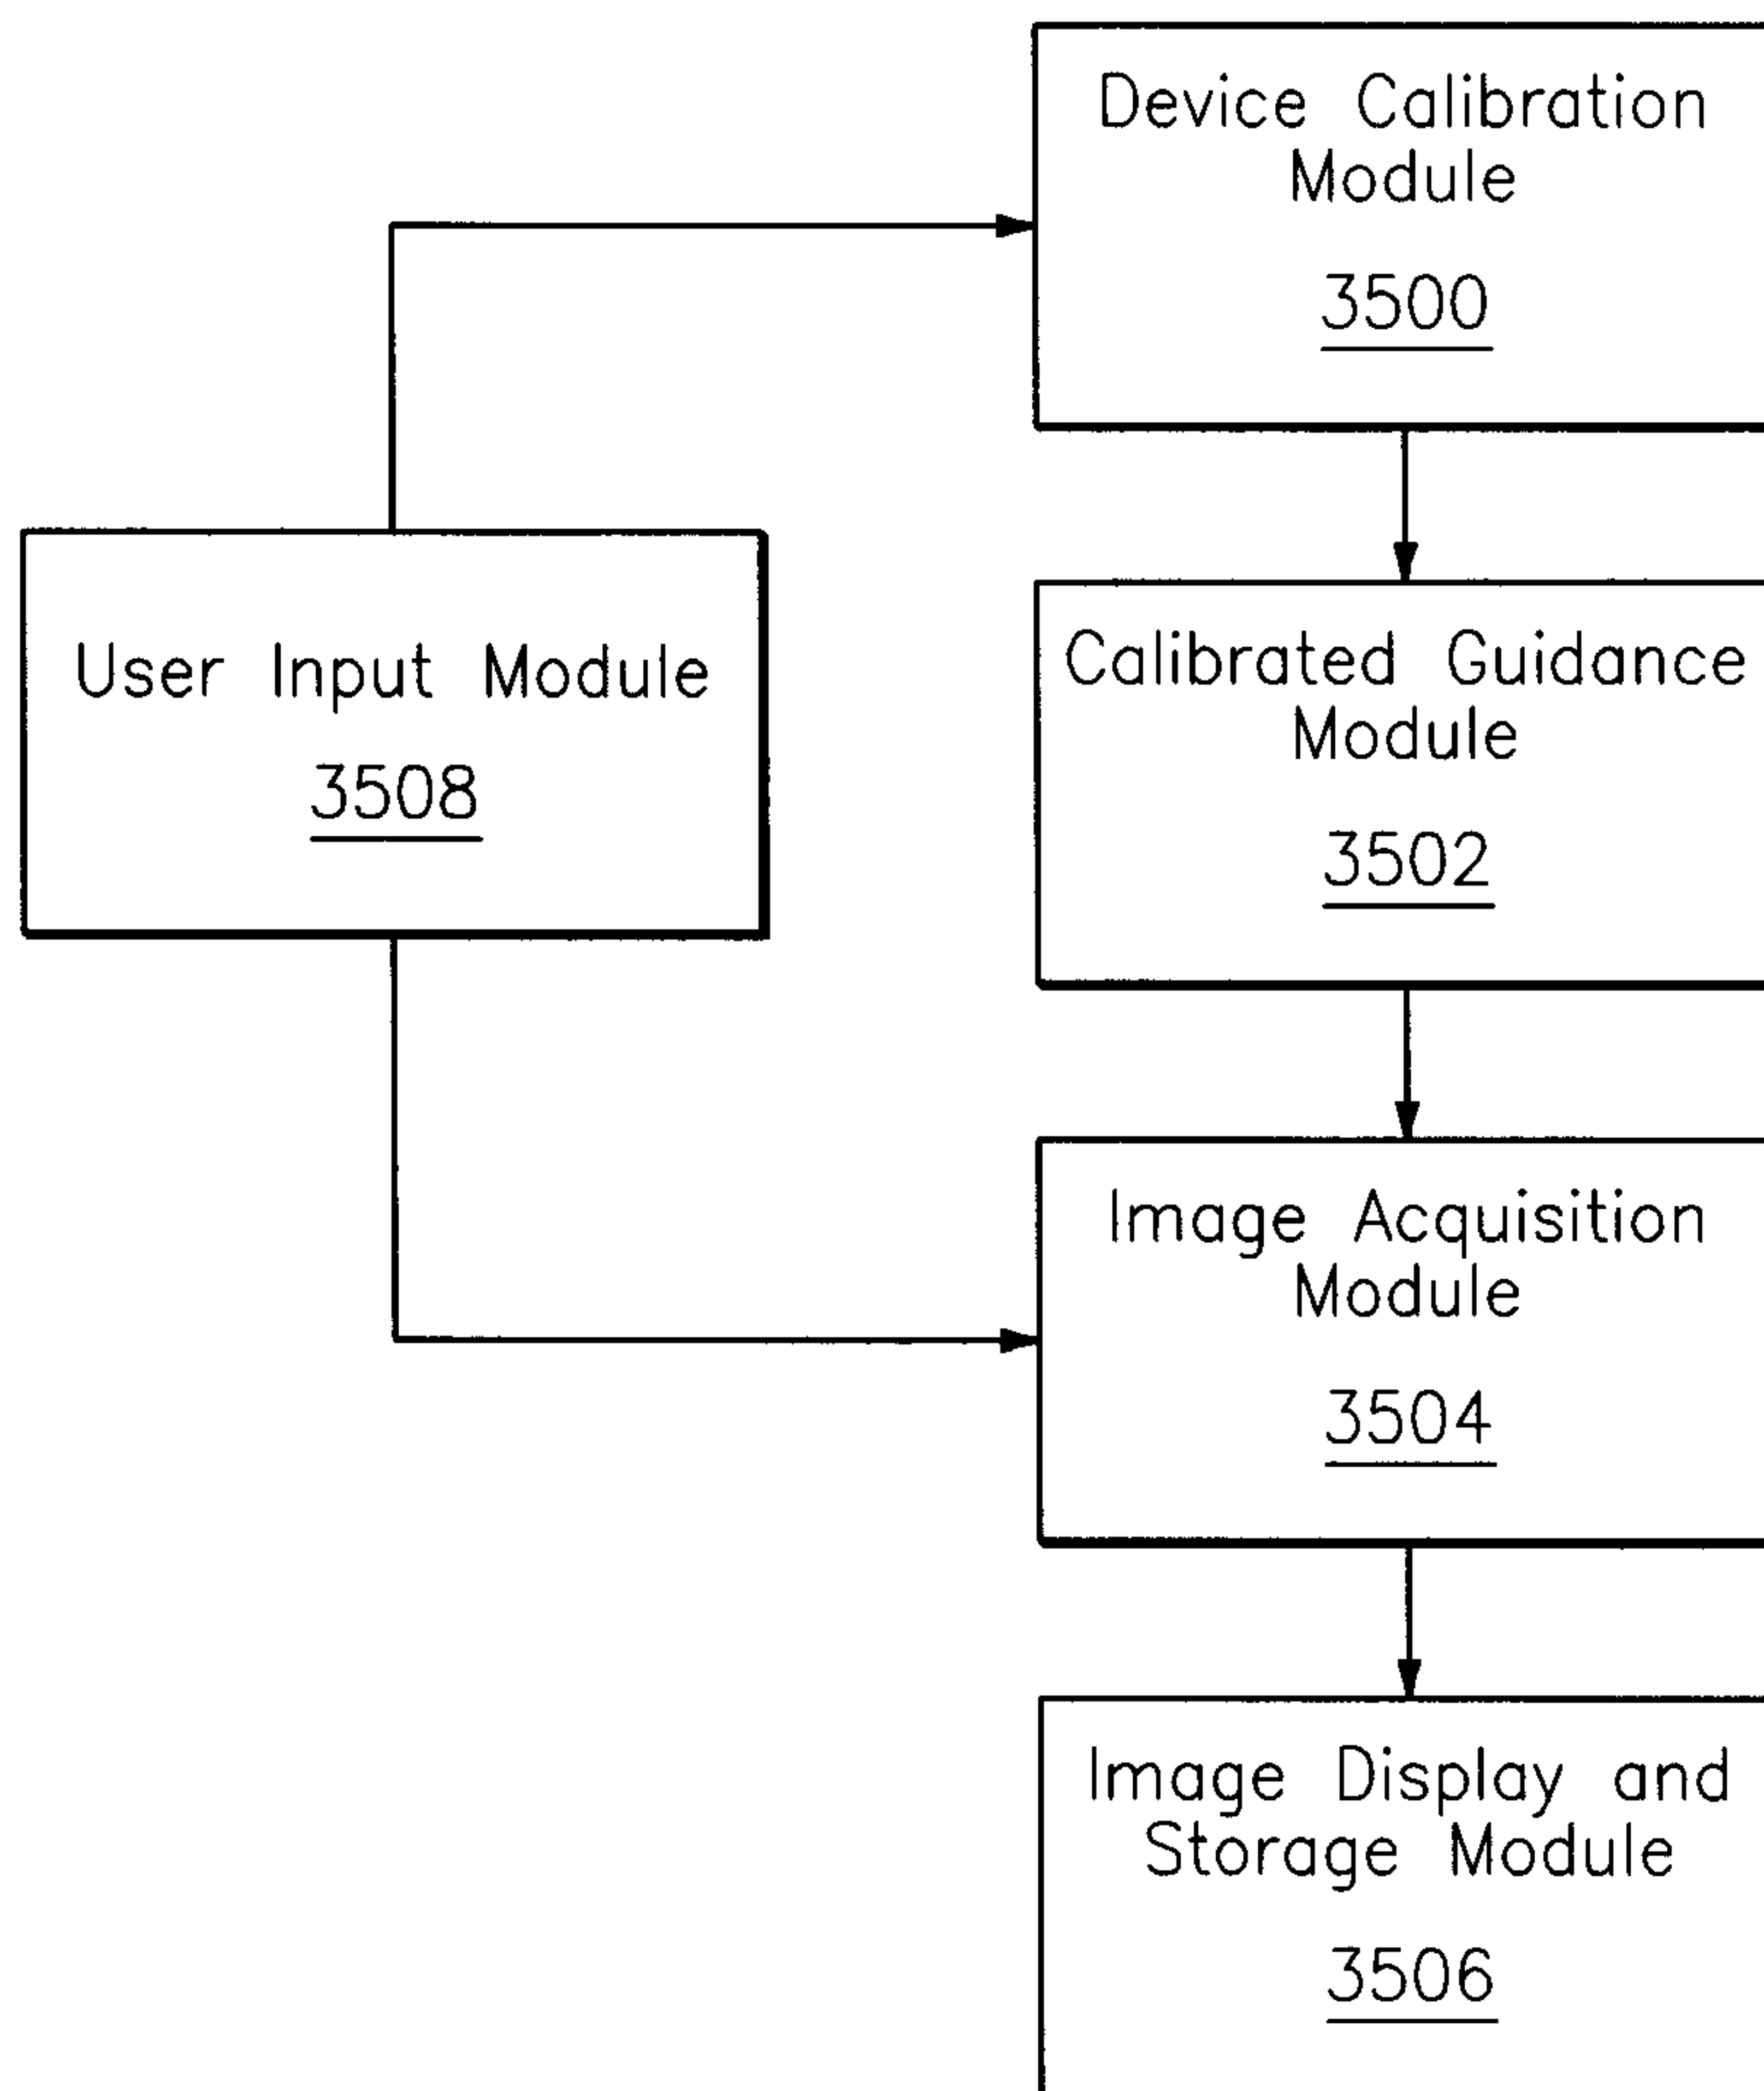 Device Calibration
Module
3500
User Input Module
3508
Calibrated Guidance
Module
3502
Image Acquisition
Module
3504
Image Display and
Storage Module
3506